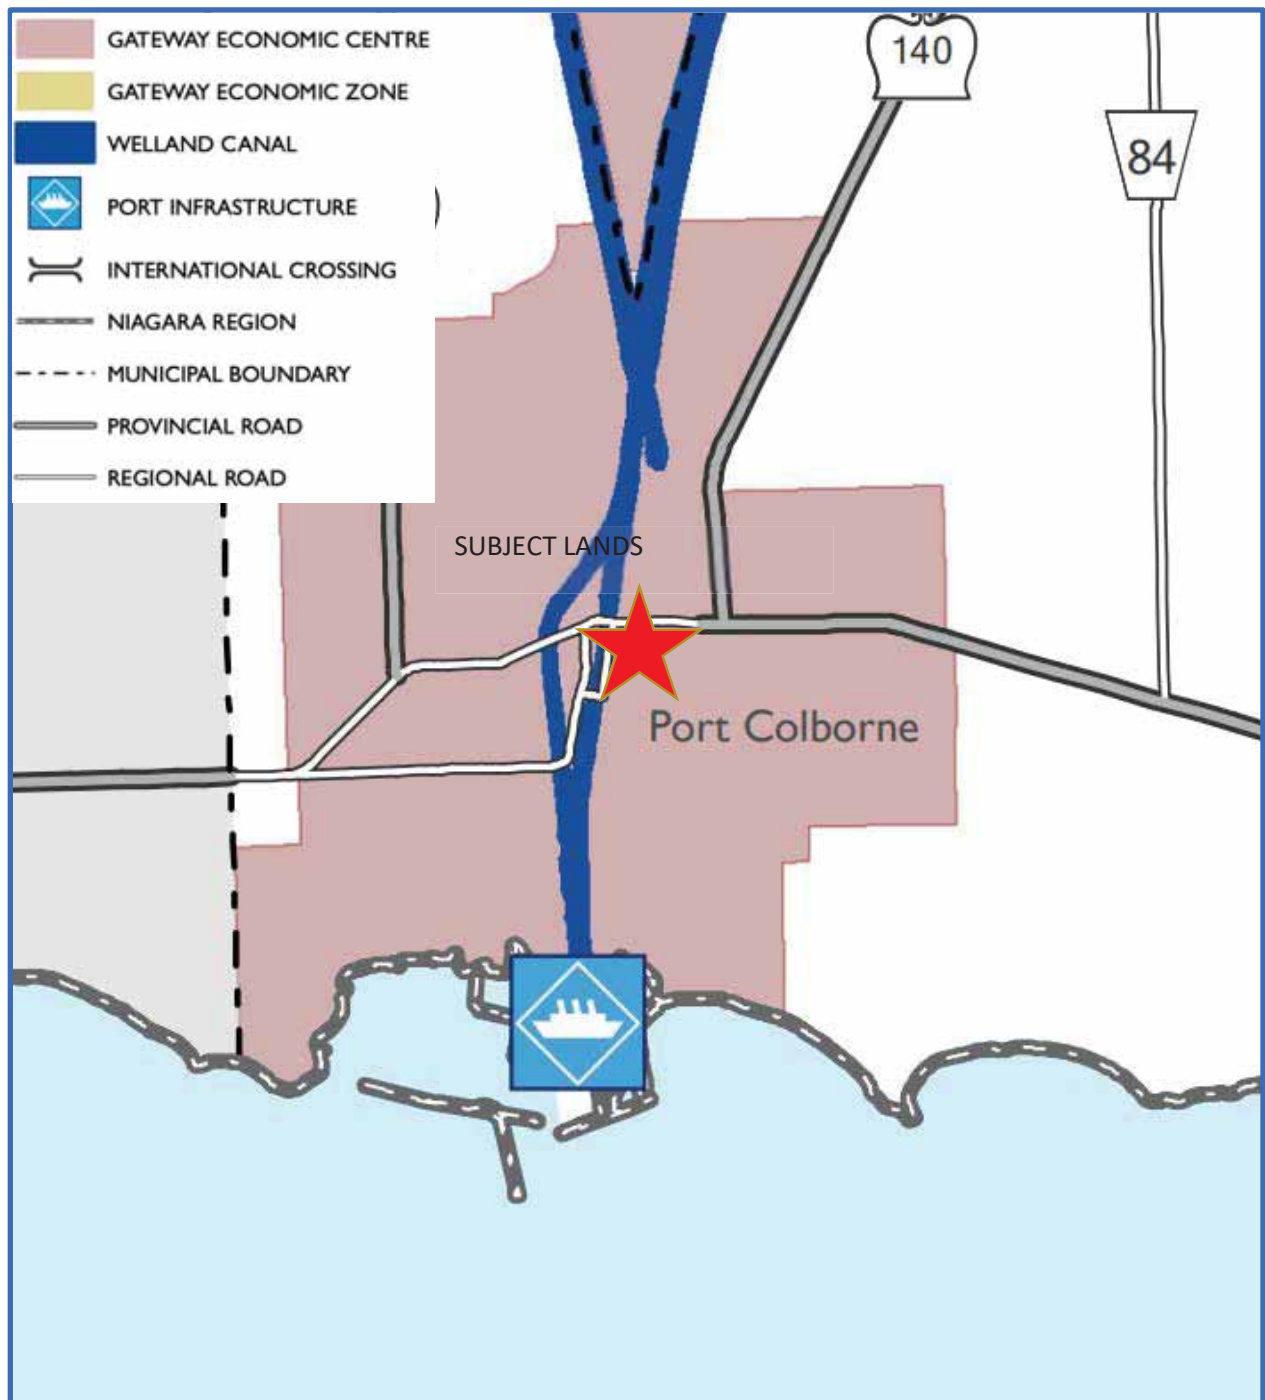 GATEWAY ECONOMIC CENTRE
GATEWAY ECONOMIC ZONE
WELLAND CANAL
PORT INFRASTRUCTURE
INTERNATIONAL CROSSING
NIAGARA REGION
MUNICIPAL BOUNDARY
PROVINCIAL ROAD
REGIONAL ROAD
140
84
SUBJECT LANDS
Port Colborne